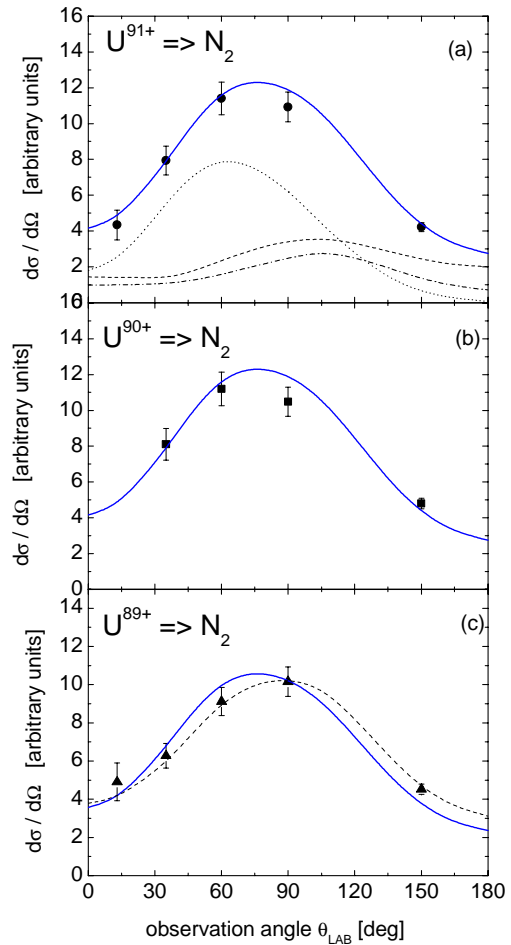 16
14
12
10
8
6
4
2
16
dσ / dΩ [arbitrary units]
U91+ => N2
(a)
14
12
10
8
6
4
2
0
dσ / dΩ [arbitrary units]
U90+ => N2
(b)
14
12
10
8
6
4
2
0
dσ / dΩ [arbitrary units]
U89+ => N2
(c)
0 30 60 90 120 150 180
observation angle θLAB [deg]